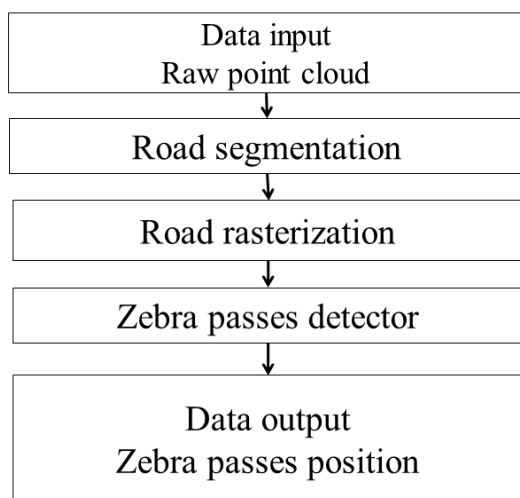 Data input
Raw point cloud
Road segmentation
Road rasterization
Zebra passes detector
Data output
Zebra passes position